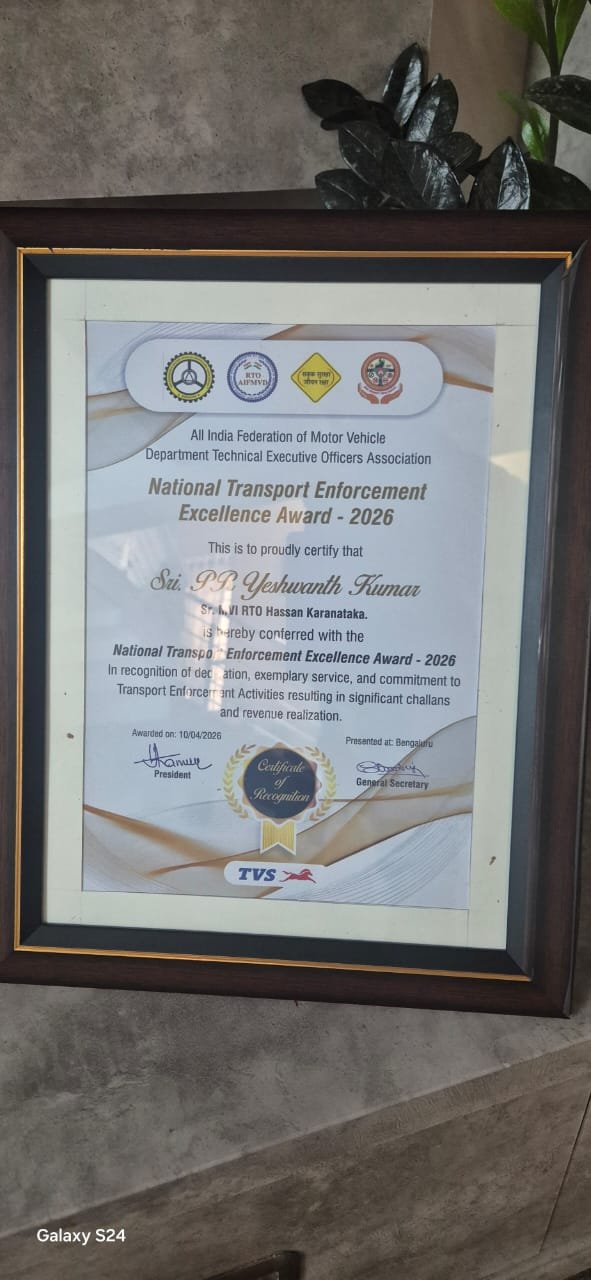 RTO
AIFMVD
सड़क सुरक्षा
जीवन रक्षा
All India Federation of Motor Vehicle
Department Technical Executive Officers Association
National Transport Enforcement
Excellence Award - 2026
This is to proudly certify that
Sri. P.P. Yeshwanth Kumar
Sr. MVI RTO Hassan Karanataka.
is hereby conferred with the
National Transport Enforcement Excellence Award - 2026
In recognition of dedication, exemplary service, and commitment to
Transport Enforcement Activities resulting in significant challans
and revenue realization.
Awarded on: 10/04/2026
Presented at: Bengaluru
President
Certificate
of
Recognition
General Secretary
TVS
Galaxy S24